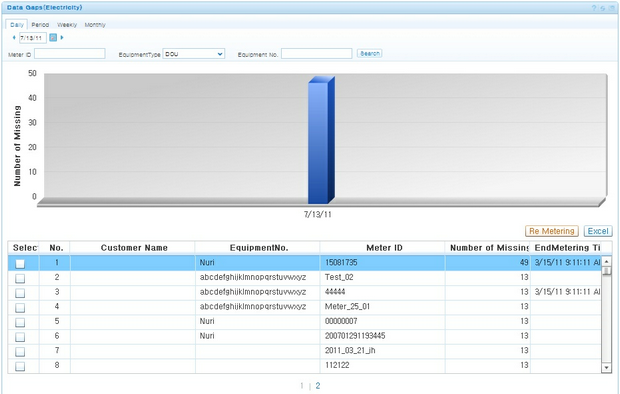 Data Gaps(Electricity)
Daily Period Weekly Monthly
7/13/11
Meter ID EquipmentType DCU Equipment No. Search
50
40
30
20
10
0
Number of Missing
7/13/11
Re Metering Excel
Selec No. Customer Name EquipmentNo. Meter ID Number of Missing EndMetering Ti
1 Nuri 15081735 49 3/15/11 9:11:11 AI
2 abcdefghijklmnopqrstuvwxyz Test_02 13
3 abcdefghijklmnopqrstuvwxyz 44444 13 3/15/11 9:11:11 AI
4 abcdefghijklmnopqrstuvwxyz Meter_25_01 13
5 Nuri 00000007 13
6 Nuri 200701291193445 13
7 2011_03_21_jh 13
8 112122 13
1 | 2